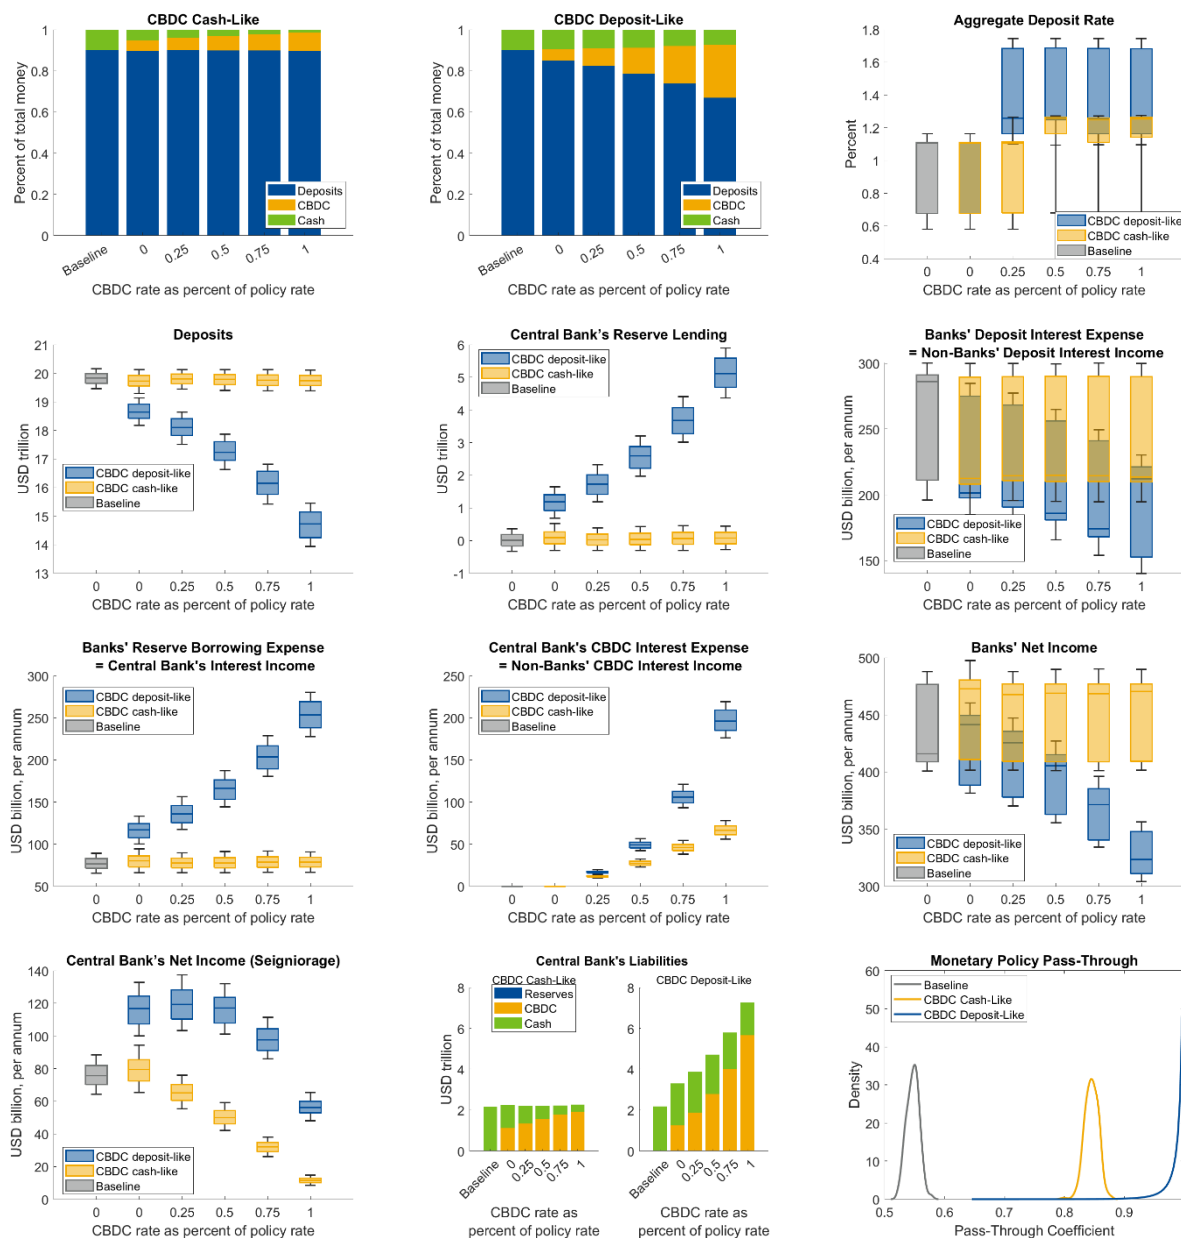 CBDC Cash-Like
Percent of total money
1
0.8
0.6
0.4
0.2
0
Deposits
CBDC
Cash
Baseline 0 0.25 0.5 0.75 1
CBDC rate as percent of policy rate
CBDC Deposit-Like
Percent of total money
1
0.8
0.6
0.4
0.2
0
Deposits
CBDC
Cash
Baseline 0 0.25 0.5 0.75 1
CBDC rate as percent of policy rate
Aggregate Deposit Rate
Percent
1.8
1.6
1.4
1.2
1
0.8
0.6
0.4
CBDC deposit-like
CBDC cash-like
Baseline
0 0 0.25 0.5 0.75 1
CBDC rate as percent of policy rate
Deposits
USD trillion
21
20
19
18
17
16
15
14
13
CBDC deposit-like
CBDC cash-like
Baseline
0 0 0.25 0.5 0.75 1
CBDC rate as percent of policy rate
Central Bank's Reserve Lending
USD trillion
6
5
4
3
2
1
0
-1
CBDC deposit-like
CBDC cash-like
Baseline
0 0 0.25 0.5 0.75 1
CBDC rate as percent of policy rate
Banks' Deposit Interest Expense
= Non-Banks' Deposit Interest Income
USD billion, per annum
300
250
200
150
CBDC deposit-like
CBDC cash-like
Baseline
0 0 0.25 0.5 0.75 1
CBDC rate as percent of policy rate
Banks' Reserve Borrowing Expense
= Central Bank's Interest Income
USD billion, per annum
300
250
200
150
100
50
CBDC deposit-like
CBDC cash-like
Baseline
0 0 0.25 0.5 0.75 1
CBDC rate as percent of policy rate
Central Bank's CBDC Interest Expense
= Non-Banks' CBDC Interest Income
USD billion, per annum
250
200
150
100
50
0
CBDC deposit-like
CBDC cash-like
Baseline
0 0 0.25 0.5 0.75 1
CBDC rate as percent of policy rate
Banks' Net Income
USD billion, per annum
500
450
400
350
300
CBDC deposit-like
CBDC cash-like
Baseline
0 0 0.25 0.5 0.75 1
CBDC rate as percent of policy rate
Central Bank's Net Income (Seigniorage)
USD billion, per annum
140
120
100
80
60
40
20
0
CBDC deposit-like
CBDC cash-like
Baseline
0 0 0.25 0.5 0.75 1
CBDC rate as percent of policy rate
Central Bank's Liabilities
CBDC Cash-Like
USD trillion
8
6
4
2
0
Reserves
CBDC
Cash
Baseline 0 0.25 0.5 0.75 1
CBDC rate as
percent of policy rate
CBDC Deposit-Like
8
6
4
2
0
Baseline 0 0.25 0.5 0.75 1
CBDC rate as
percent of policy rate
Monetary Policy Pass-Through
Density
60
50
40
30
20
10
0
Baseline
CBDC Cash-Like
CBDC Deposit-Like
0.5 0.6 0.7 0.8 0.9
Pass-Through Coefficient